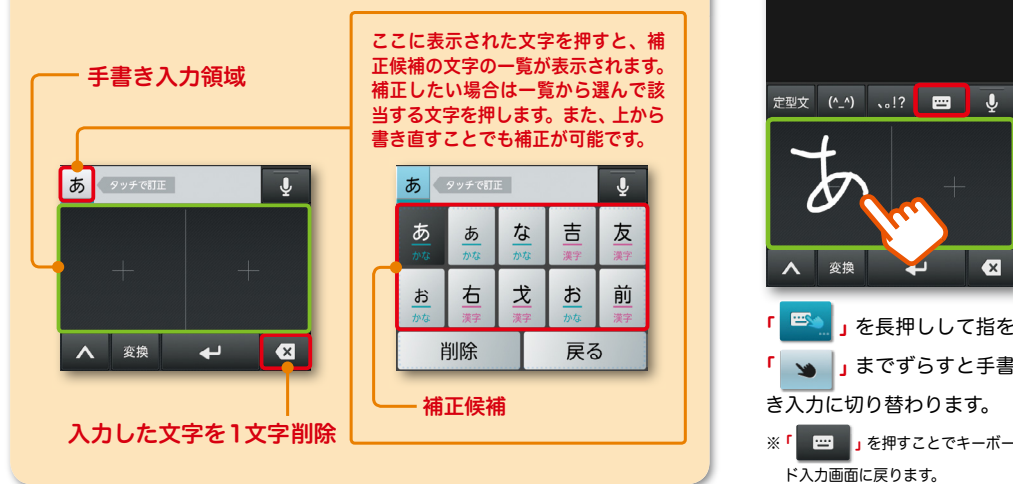 手書き入力領域
ここに表示された文字を押すと、補
正候補の文字の一覧が表示されます。
補正したい場合は一覧から選んで該
当する文字を押します。また、上から
書き直すことでも補正が可能です。
あ タッチで訂正
変換
入力した文字を1文字削除
あ タッチで訂正
あ ぁ な 吉 友
かな かな かな 漢字 漢字
ぉ 右 戈 お 前
かな 漢字 漢字 かな 漢字
削除 戻る
補正候補
定型文 (^_^) 、。!?
あ
変換
「 」を長押しして指を
「 」までずらすと手書
き入力に切り替わります。
※「 」を押すことでキーボー
ド入力画面に戻ります。